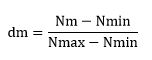 dm = (Nm − Nmin) / (Nmax − Nmin)